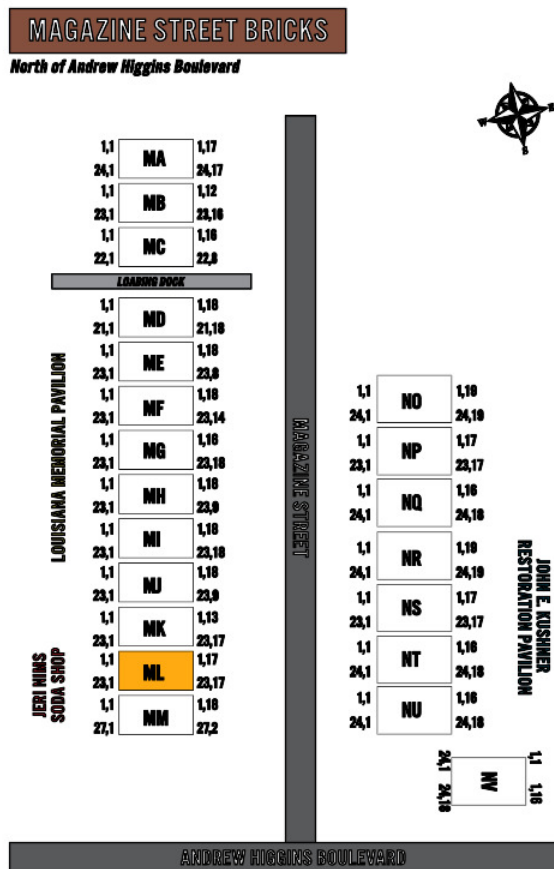 MAGAZINE STREET BRICKS
North of Andrew Higgins Boulevard
N
W
E
S
1,1 MA 1,17
24,1 24,17
1,1 MB 1,12
23,1 23,16
1,1 MC 1,16
22,1 22,8
LOADING DOCK
1,1 MD 1,18
21,1 21,18
1,1 ME 1,18
23,1 23,8
1,1 MF 1,18
23,1 23,14
1,1 MG 1,16
23,1 23,18
1,1 MH 1,18
23,1 23,9
1,1 MI 1,18
23,1 23,18
1,1 MJ 1,18
23,1 23,9
1,1 MK 1,13
23,1 23,17
1,1 ML 1,17
23,1 23,17
1,1 MM 1,18
27,1 27,2
LOUISIANA MEMORIAL PAVILION
JERI NIMS
SODA SHOP
MAGAZINE STREET
1,1 NO 1,19
24,1 24,19
1,1 NP 1,17
23,1 23,17
1,1 NQ 1,16
24,1 24,18
1,1 NR 1,19
24,1 24,19
1,1 NS 1,17
23,1 23,17
1,1 NT 1,16
24,1 24,18
1,1 NU 1,16
24,1 24,18
JOHN E. KUSHNER
RESTORATION PAVILION
1,1 NV 1,16
24,1 24,18
ANDREW HIGGINS BOULEVARD